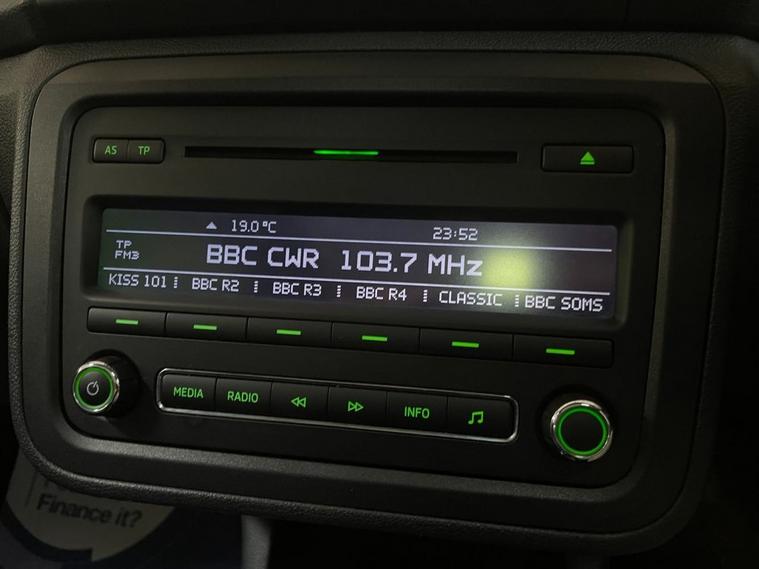 AS TP
19.0 °C 23:52
TP
FM3
BBC CWR 103.7 MHz
KISS 101 BBC R2 BBC R3 BBC R4 CLASSIC BBC SOMS
MEDIA RADIO INFO
Finance it?